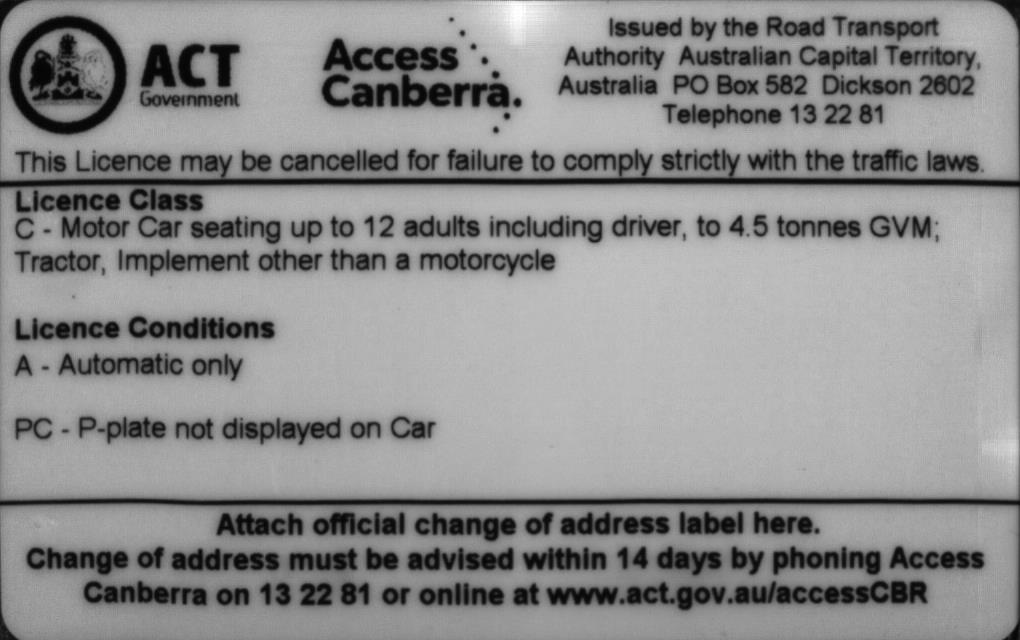 ACT
Government
Access
Canberra.
Issued by the Road Transport
Authority Australian Capital Territory,
Australia PO Box 582 Dickson 2602
Telephone 13 22 81
This Licence may be cancelled for failure to comply strictly with the traffic laws.
Licence Class
C - Motor Car seating up to 12 adults including driver, to 4.5 tonnes GVM;
Tractor, Implement other than a motorcycle
Licence Conditions
A - Automatic only
PC - P-plate not displayed on Car
Attach official change of address label here.
Change of address must be advised within 14 days by phoning Access
Canberra on 13 22 81 or online at www.act.gov.au/accessCBR